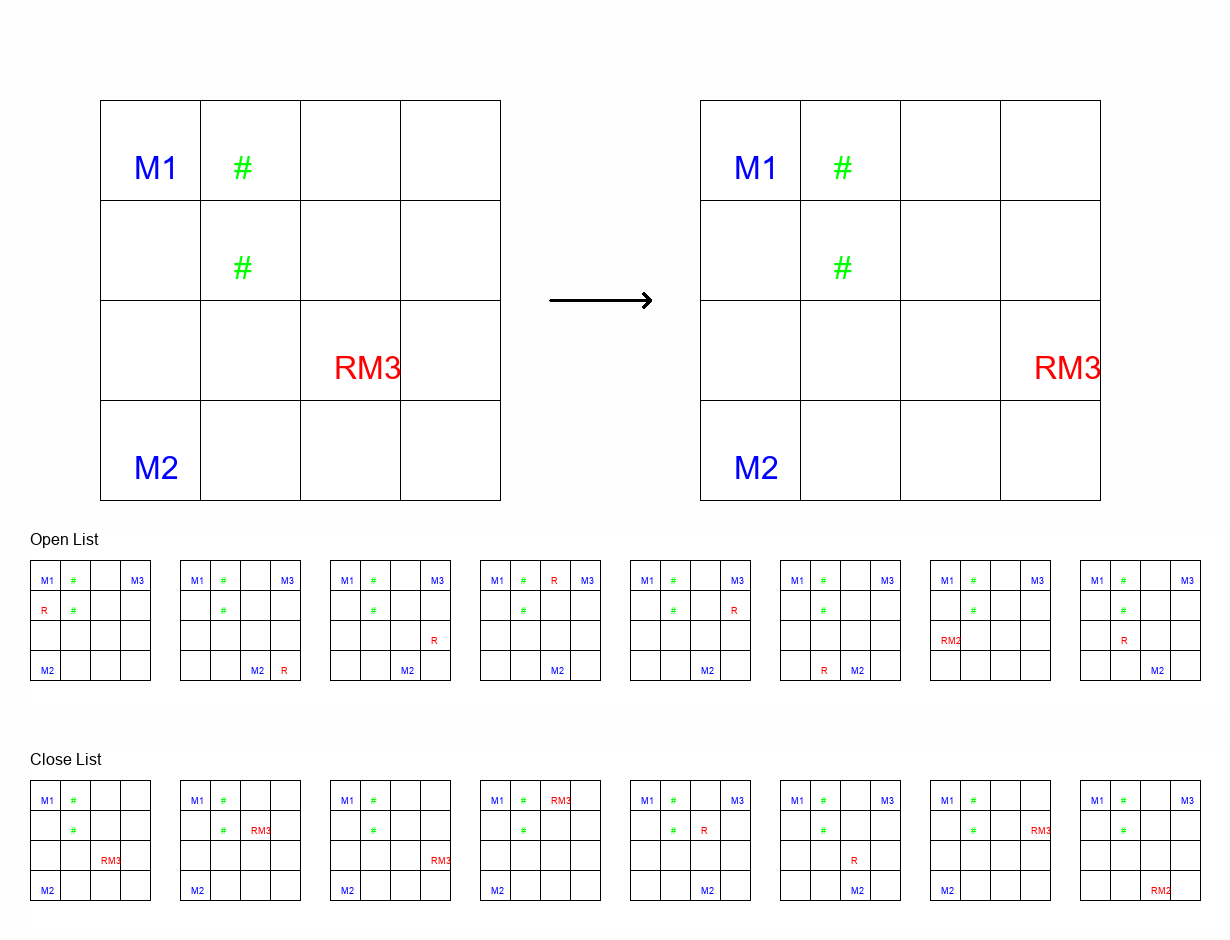 M1 # M1 #
# #
RM3 RM3
M2 M2
Open List
M1 # M3 M1 # M3 M1 # M3 M1 # R M3 M1 # M3 M1 # M3 M1 # M3 M1 # M3
R # # # # # R # # #
R RM2 R
M2 M2 R M2 M2 M2 R M2 M2
Close List
M1 # M1 # M1 # M1 # RM3 M1 # M3 M1 # M3 M1 # M1 # M3
# # RM3 # # # R # # RM3 #
RM3 RM3 R
M2 M2 M2 M2 M2 M2 M2 RM2